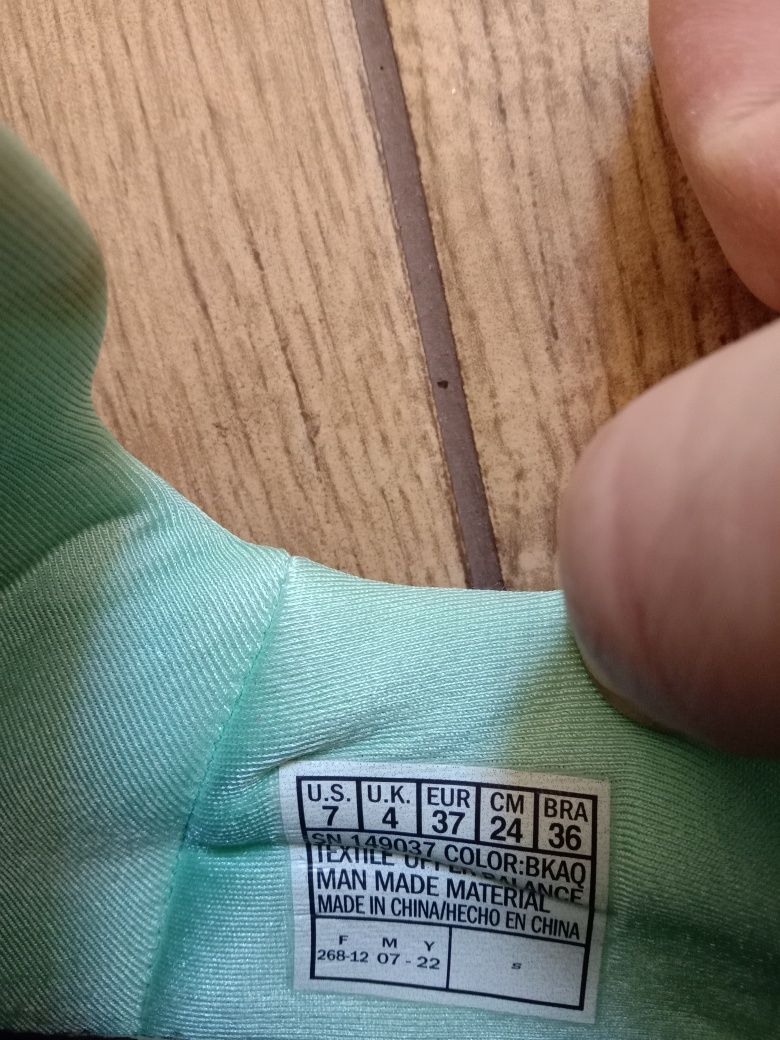 U.S. U.K. EUR CM BRA
7 4 37 24 36
SN 149037 COLOR:BKAQ
TEXTILE UPPER BALANCE
MAN MADE MATERIAL
MADE IN CHINA/HECHO EN CHINA
F M Y
268-12 07 - 22 s